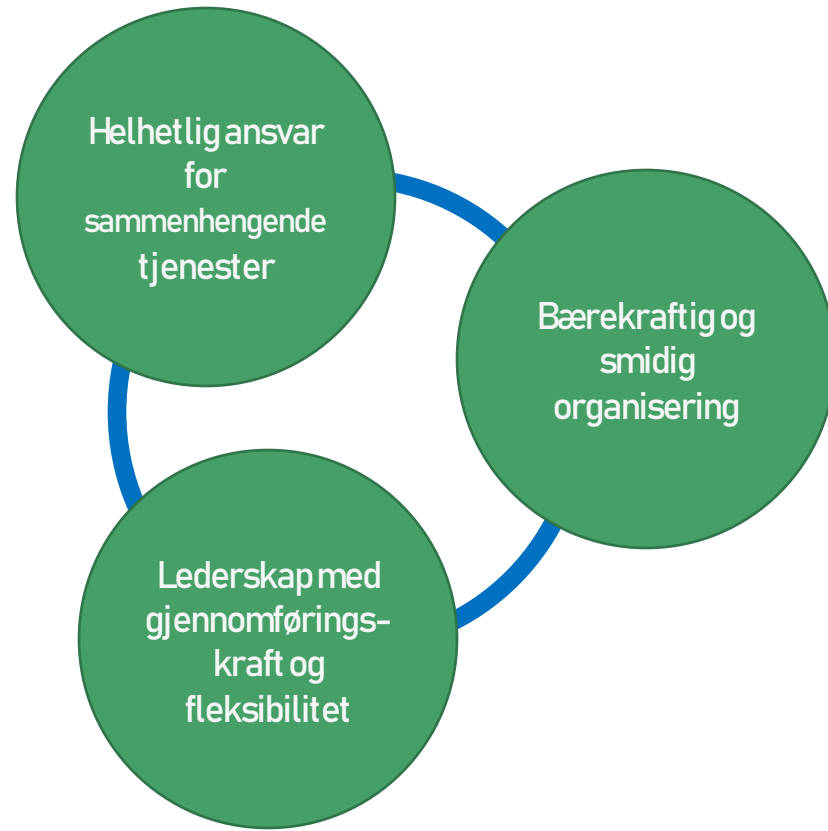 Helhetlig ansvar
for
sammenhengende
tjenester
Bærekraftig og
smidig
organisering
Lederskap med
gjennomførings-
kraft og
fleksibilitet